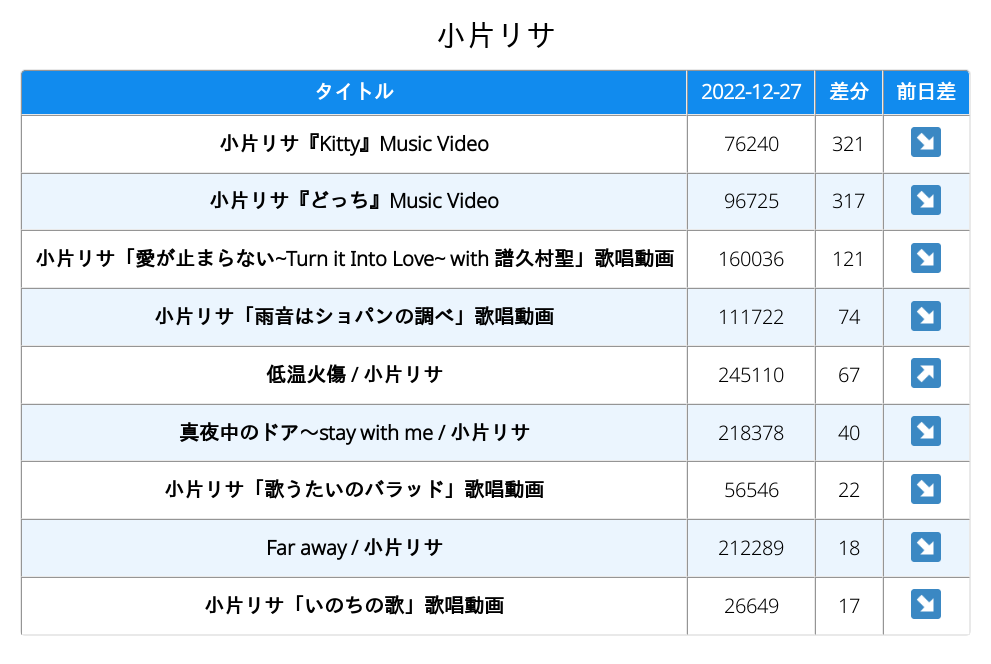 小片リサ
タイトル 2022-12-27 差分 前日差
小片リサ『Kitty』Music Video 76240 321 ↘
小片リサ『どっち』Music Video 96725 317 ↘
小片リサ「愛が止まらない~Turn it Into Love~ with 譜久村聖」歌唱動画 160036 121 ↘
小片リサ「雨音はショパンの調べ」歌唱動画 111722 74 ↘
低温火傷 / 小片リサ 245110 67 ↗
真夜中のドア〜stay with me / 小片リサ 218378 40 ↘
小片リサ「歌うたいのバラッド」歌唱動画 56546 22 ↘
Far away / 小片リサ 212289 18 ↘
小片リサ「いのちの歌」歌唱動画 26649 17 ↘